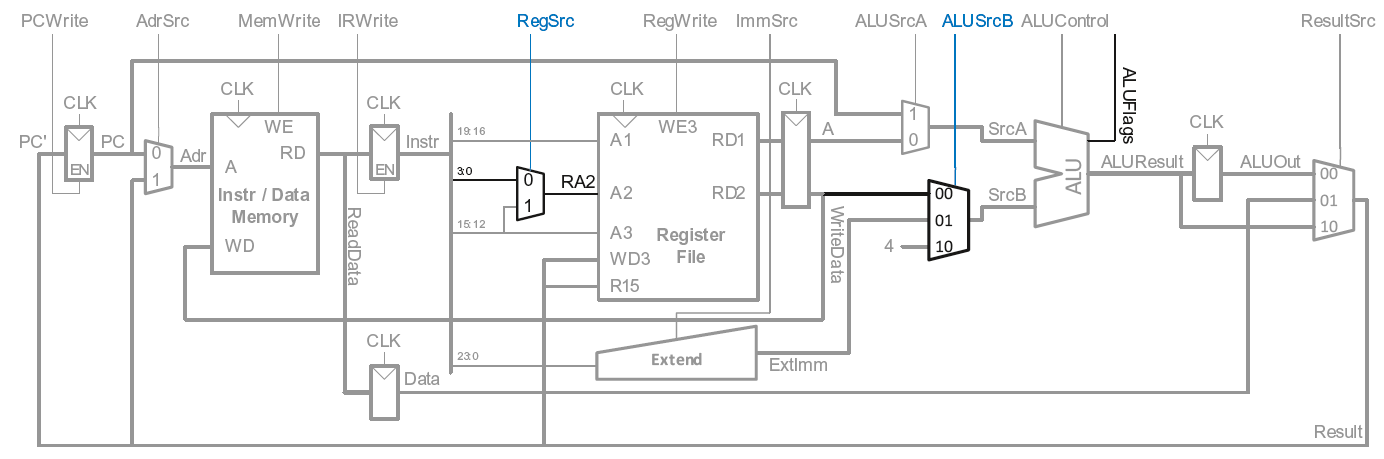 PCWrite AdrSrc MemWrite IRWrite RegSrc RegWrite ImmSrc ALUSrcA ALUSrcB ALUControl ResultSrc
CLK CLK CLK CLK CLK CLK
PC' PC EN
0
1
Adr
WE
RD
A
Instr / Data
Memory
WD
ReadData
EN
Instr
19:16
3:0
15:12
23:0
0
1
RA2
WE3
A1 RD1
A2 RD2
A3
WD3
R15
Register
File
A
WriteData
1
0
00
01
10
4
SrcA
SrcB
ALU
ALUFlags
ALUResult
ALUOut
00
01
10
Extend
ExtImm
CLK
Data
Result